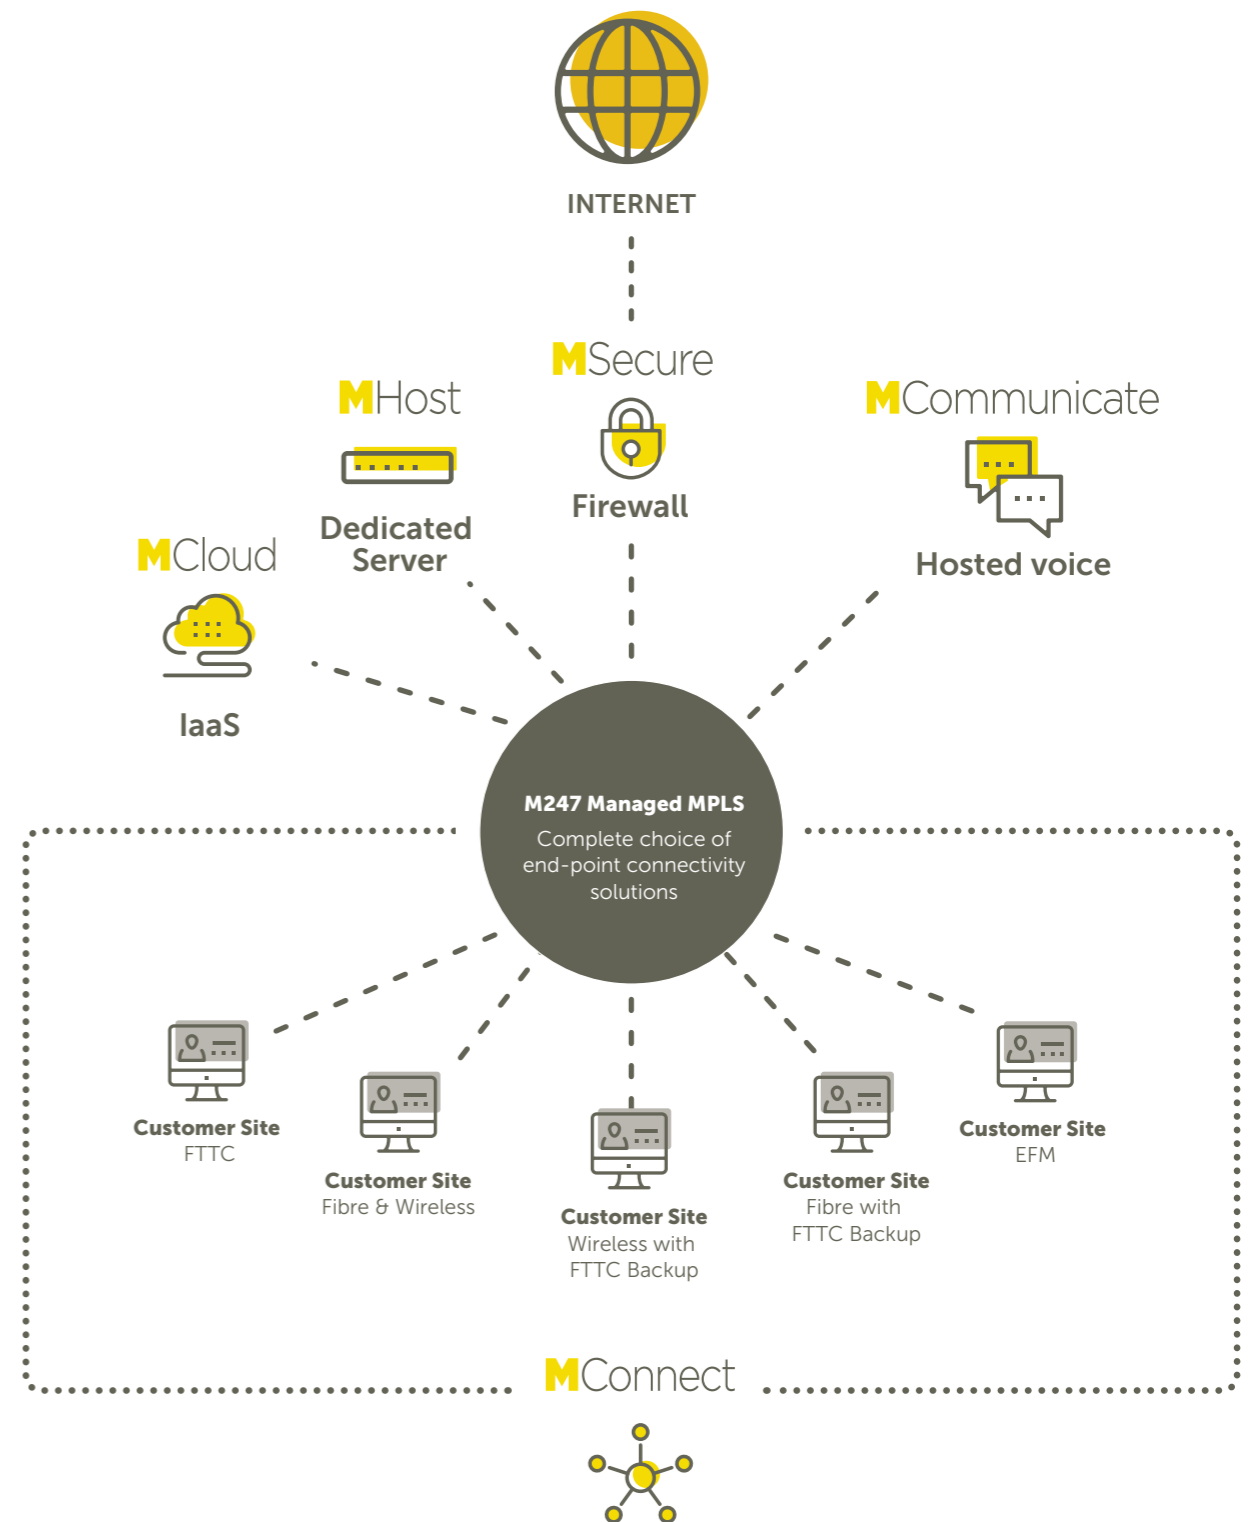 INTERNET
MSecure
Firewall
MHost
Dedicated
Server
MCommunicate
Hosted voice
MCloud
IaaS
M247 Managed MPLS
Complete choice of
end-point connectivity
solutions
Customer Site
FTTC
Customer Site
Fibre & Wireless
Customer Site
Wireless with
FTTC Backup
Customer Site
Fibre with
FTTC Backup
Customer Site
EFM
MConnect